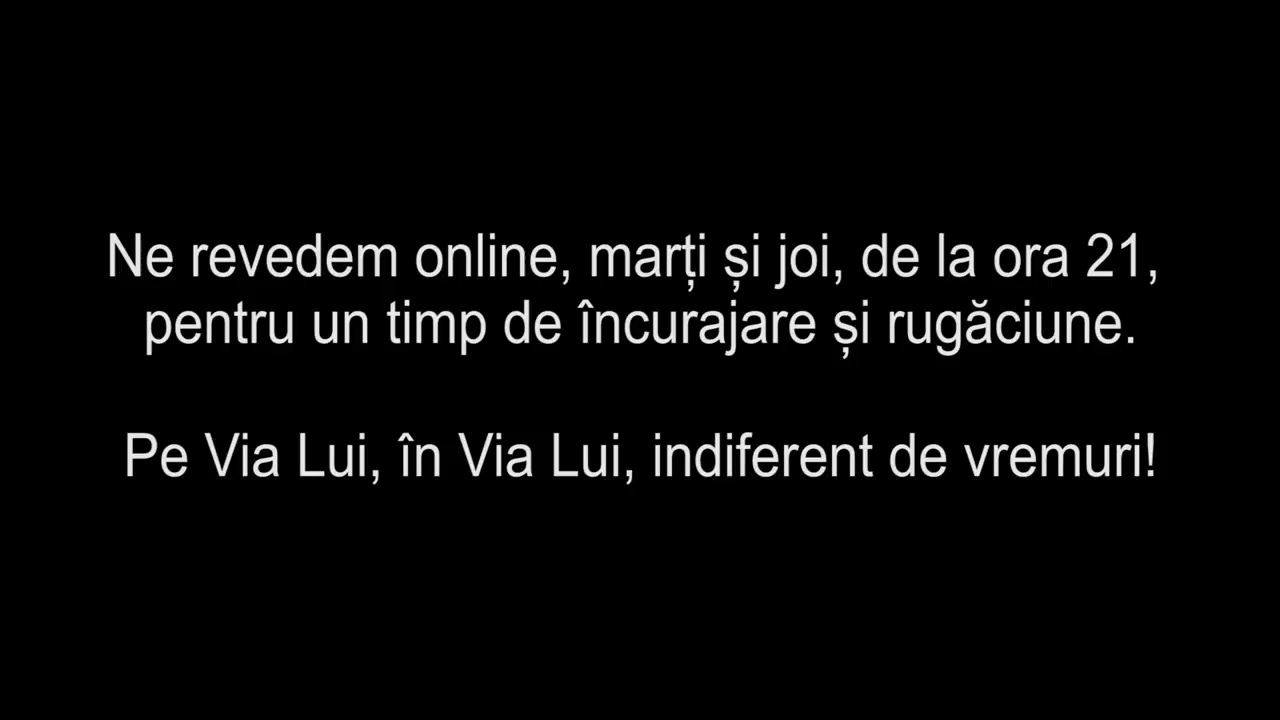 Ne revedem online, marți și joi, de la ora 21,
pentru un timp de încurajare și rugăciune.
Pe Via Lui, în Via Lui, indiferent de vremuri!